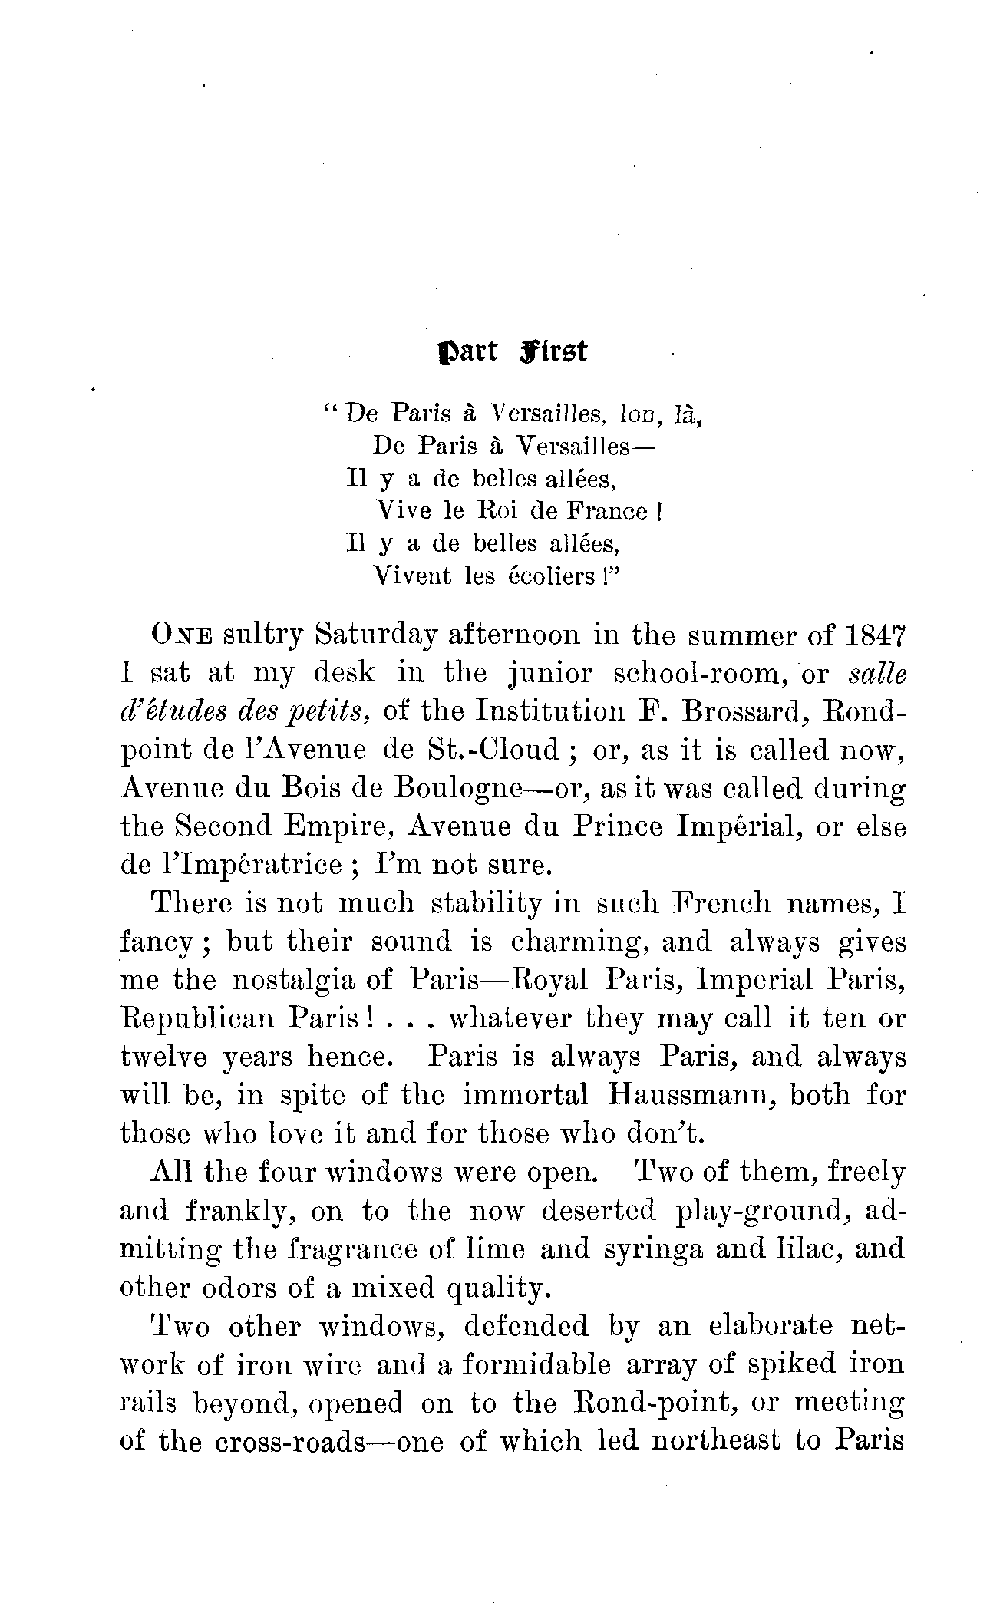 Part First
“De Paris à Versailles, lon, là,
De Paris à Versailles—
Il y a de belles allées,
Vive le Roi de France!
Il y a de belles allées,
Vivent les écoliers!”
ONE sultry Saturday afternoon in the summer of 1847
I sat at my desk in the junior school-room, or salle
d’études des petits, of the Institution F. Brossard, Rond-
point de l’Avenue de St.-Cloud; or, as it is called now,
Avenue du Bois de Boulogne—or, as it was called during
the Second Empire, Avenue du Prince Impérial, or else
de l’Impératrice; I’m not sure.
There is not much stability in such French names, I
fancy; but their sound is charming, and always gives
me the nostalgia of Paris—Royal Paris, Imperial Paris,
Republican Paris! . . . whatever they may call it ten or
twelve years hence. Paris is always Paris, and always
will be, in spite of the immortal Haussmann, both for
those who love it and for those who don’t.
All the four windows were open. Two of them, freely
and frankly, on to the now deserted play-ground, ad-
mitting the fragrance of lime and syringa and lilac, and
other odors of a mixed quality.
Two other windows, defended by an elaborate net-
work of iron wire and a formidable array of spiked iron
rails beyond, opened on to the Rond-point, or meeting
of the cross-roads—one of which led northeast to Paris